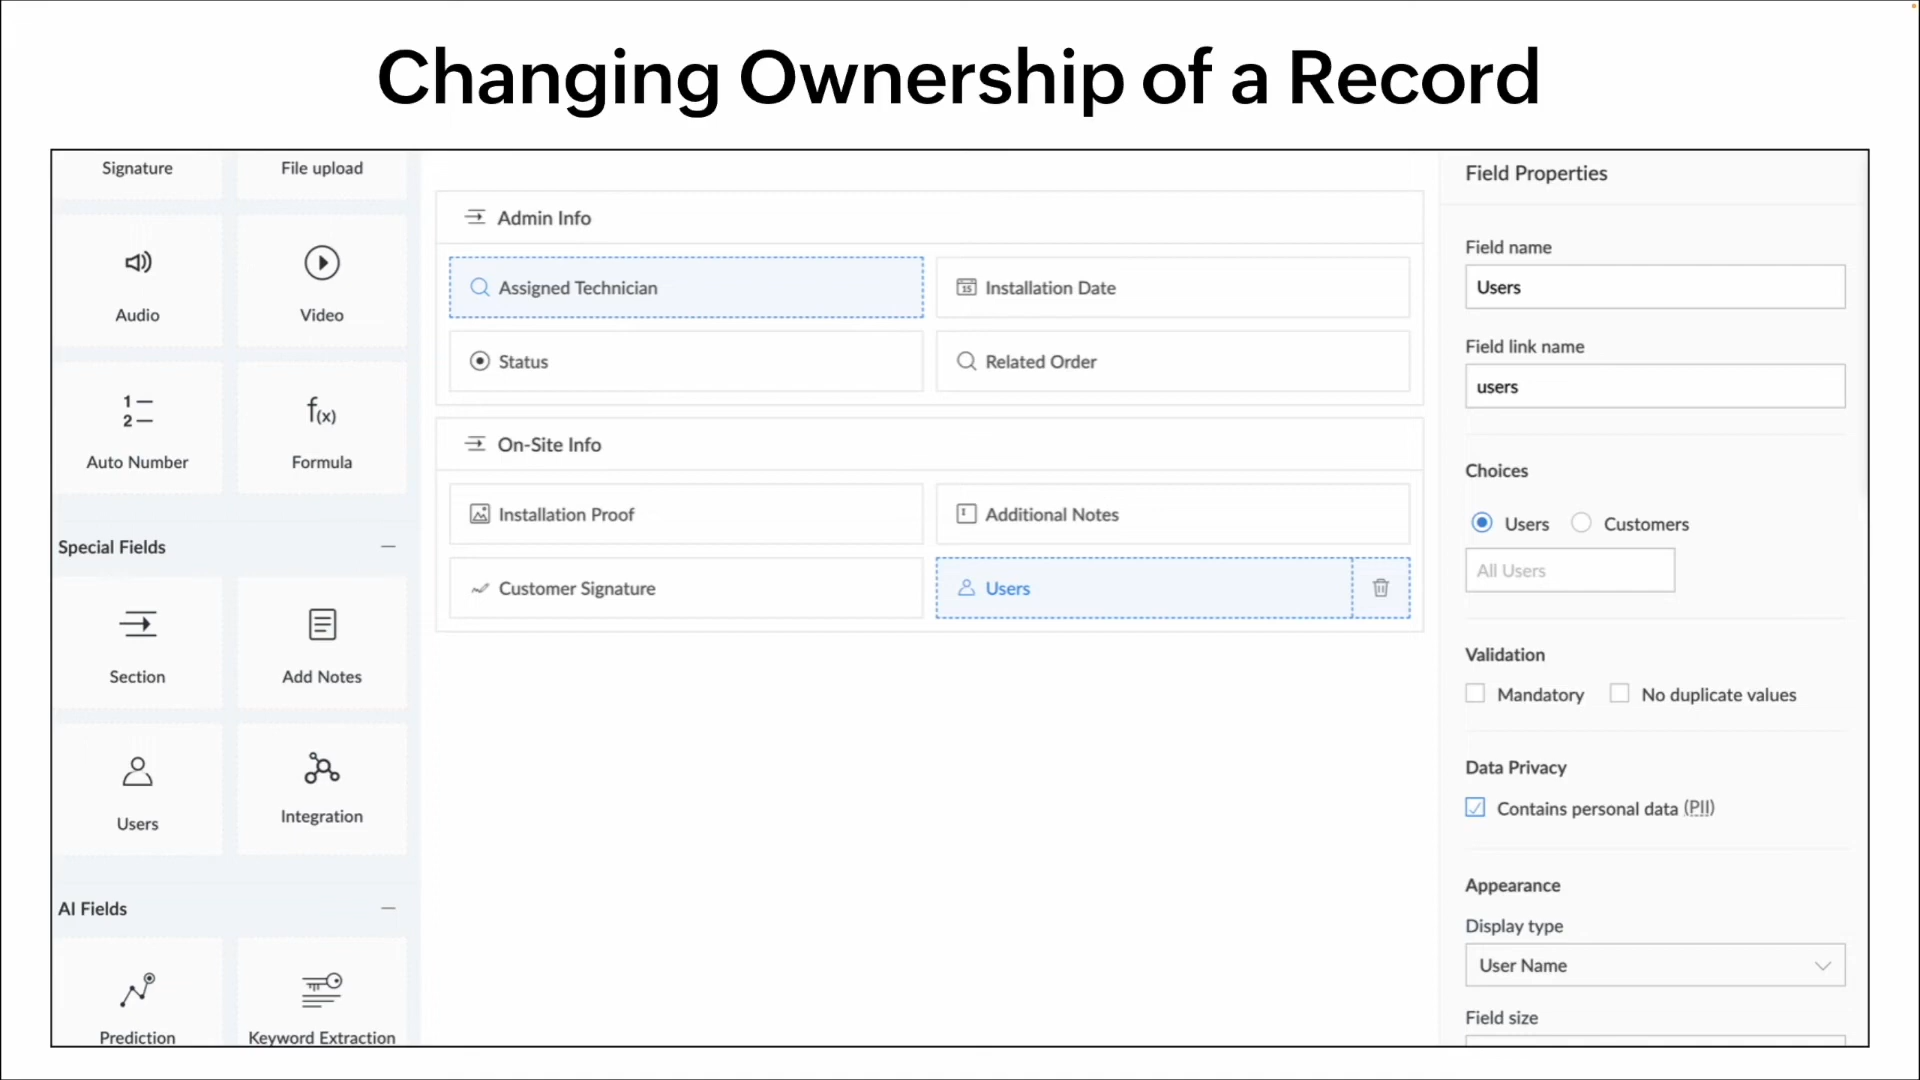 Changing Ownership of a Record
Signature
File upload
Audio
Video
1
2
Auto Number
f(x)
Formula
Special Fields
Section
Add Notes
Users
Integration
AI Fields
Prediction
Keyword Extraction
Admin Info
Assigned Technician
15 Installation Date
Status
Related Order
On-Site Info
Installation Proof
Additional Notes
Customer Signature
Users
Field Properties
Field name
Users
Field link name
users
Choices
Users
Customers
All Users
Validation
Mandatory
No duplicate values
Data Privacy
Contains personal data (PII)
Appearance
Display type
User Name
Field size